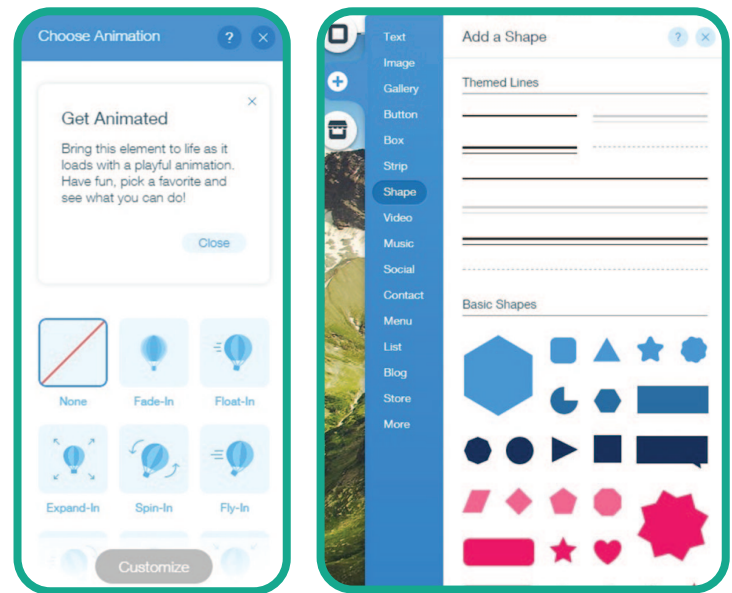 Choose Animation ?
Get Animated
Bring this element to life as it
loads with a playful animation.
Have fun, pick a favorite and
see what you can do!
Close
None Fade-In Float-In
Expand-In Spin-In Fly-In
Customize
Text
Image
Gallery
Button
Box
Strip
Shape
Video
Music
Social
Contact
Menu
List
Blog
Store
More
Add a Shape ?
Themed Lines
Basic Shapes